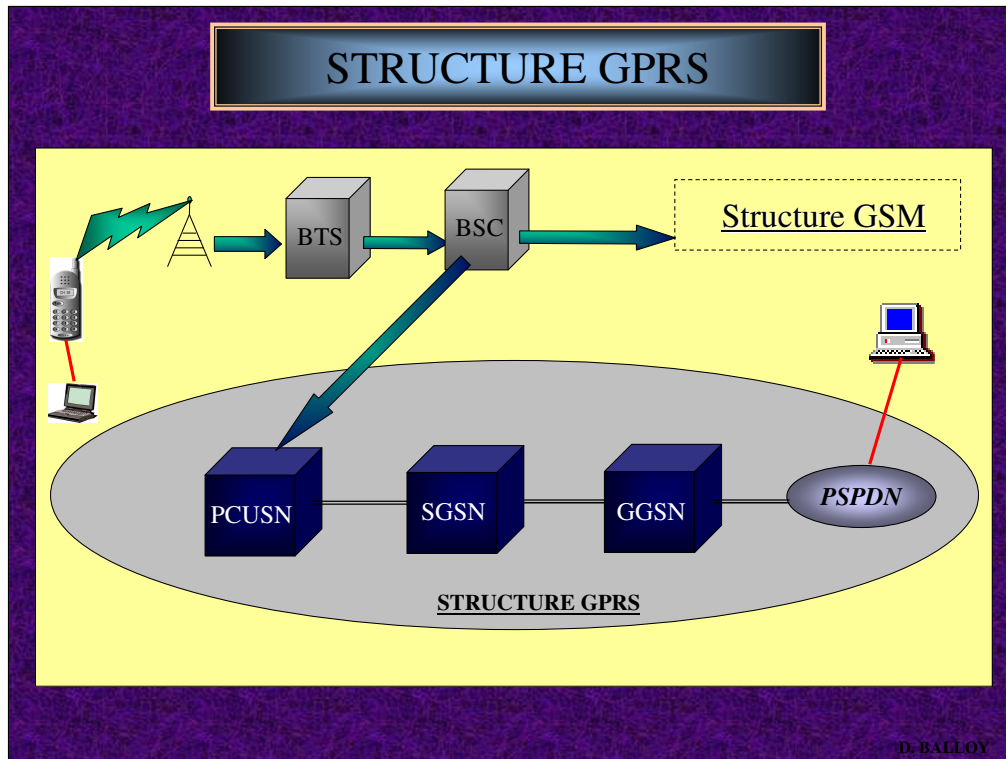 STRUCTURE GPRS
BTS
BSC
Structure GSM
PCUSN
SGSN
GGSN
PSPDN
STRUCTURE GPRS
D. BALLOY